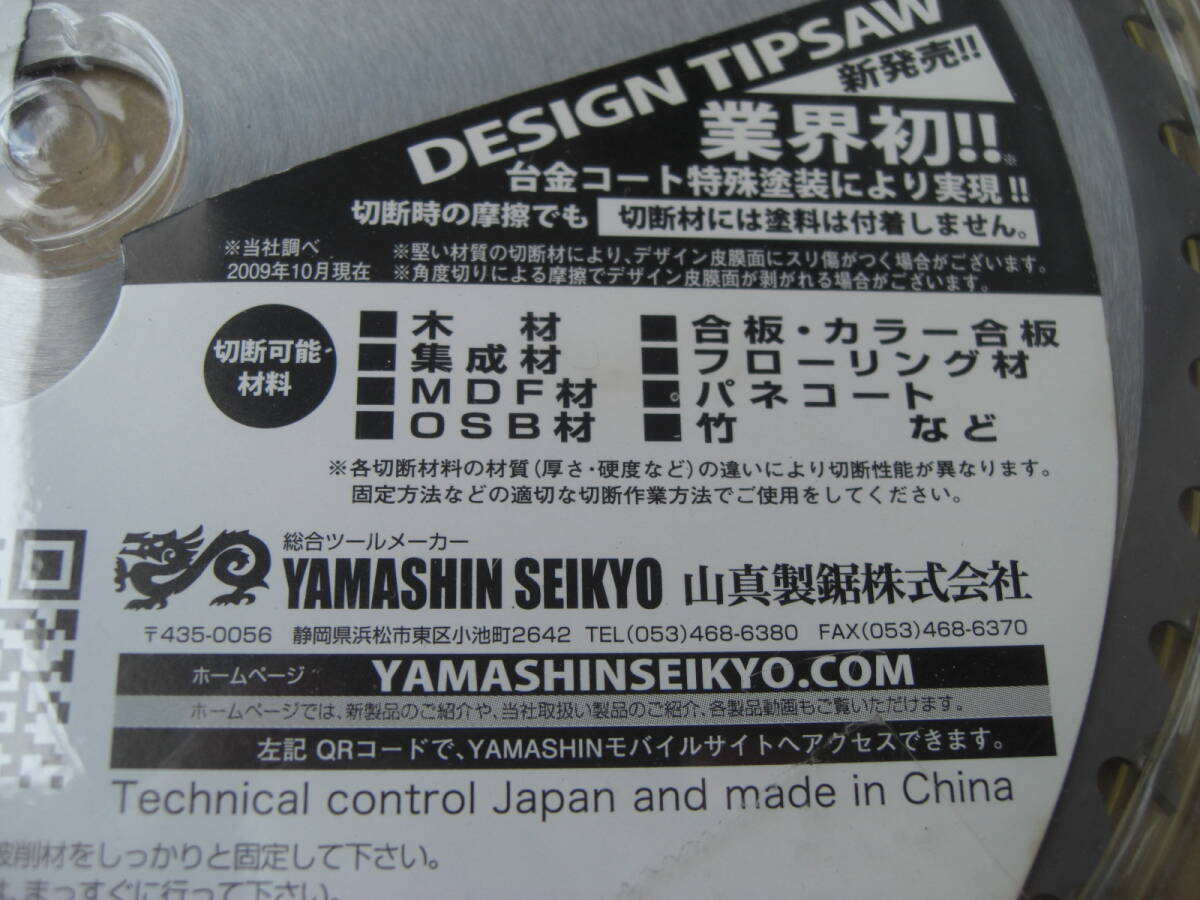 DESIGN TIPSAW
新発売!!
業界初!!※
台金コート特殊塗装により実現!!
切断時の摩擦でも 切断材には塗料は付着しません。
※当社調べ
2009年10月現在
※堅い材質の切断材により、デザイン皮膜面にスリ傷がつく場合がございます。
※角度切りによる摩擦でデザイン皮膜面が剥がれる場合がございます。
切断可能
材料
■木材 ■合板・カラー合板
■集成材 ■フローリング材
■MDF材 ■パネコート
■OSB材 ■竹 など
※各切断材料の材質(厚さ・硬度など)の違いにより切断性能が異なります。
固定方法などの適切な切断作業方法でご使用をしてください。
総合ツールメーカー
YAMASHIN SEIKYO 山真製鋸株式会社
〒435-0056 静岡県浜松市東区小池町2642 TEL(053)468-6380 FAX(053)468-6370
ホームページ YAMASHINSEIKYO.COM
ホームページでは、新製品のご紹介や、当社取扱い製品のご紹介、各製品動画もご覧いただけます。
左記 QRコードで、YAMASHINモバイルサイトへアクセスできます。
Technical control Japan and made in China
削材をしっかりと固定して下さい。
まっすぐに行って下さい。